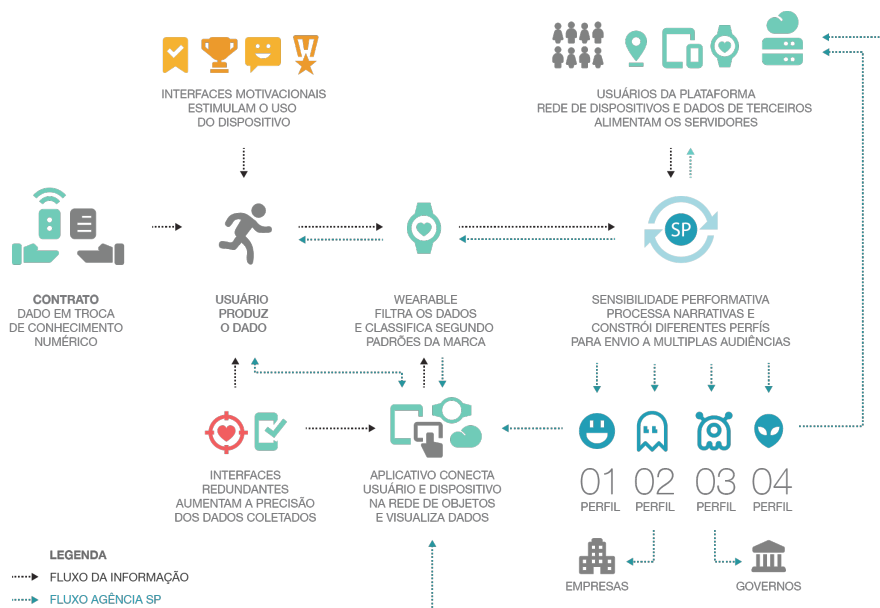 INTERFACES MOTIVACIONAIS
ESTIMULAM O USO
DO DISPOSITIVO
USUÁRIOS DA PLATAFORMA
REDE DE DISPOSITIVOS E DADOS DE TERCEIROS
ALIMENTAM OS SERVIDORES
SP
CONTRATO
DADO EM TROCA
DE CONHECIMENTO
NUMÉRICO
USUÁRIO
PRODUZ
O DADO
WEARABLE
FILTRA OS DADOS
E CLASSIFICA SEGUNDO
PADRÕES DA MARCA
SENSIBILIDADE PERFORMATIVA
PROCESSA NARRATIVAS E
CONSTRÓI DIFERENTES PERFÍS
PARA ENVIO A MULTIPLAS AUDIÊNCIAS
INTERFACES
REDUNDANTES
AUMENTAM A PRECISÃO
DOS DADOS COLETADOS
APLICATIVO CONECTA
USUÁRIO E DISPOSITIVO
NA REDE DE OBJETOS
E VISUALIZA DADOS
01
PERFIL
02
PERFIL
03
PERFIL
04
PERFIL
EMPRESAS
GOVERNOS
LEGENDA
FLUXO DA INFORMAÇÃO
FLUXO AGÊNCIA SP